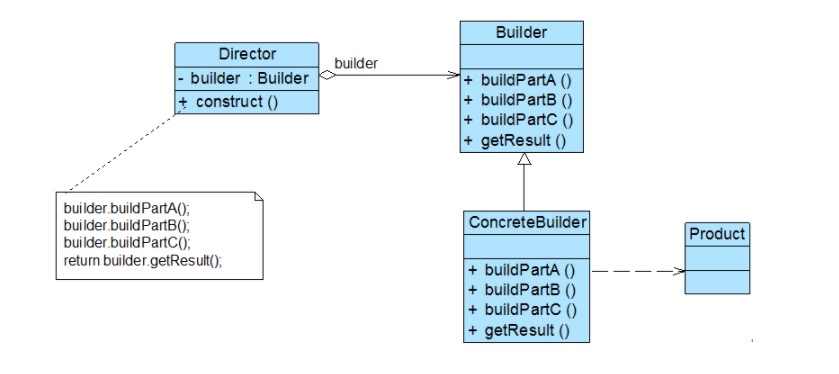 Director
- builder : Builder
+ construct ()
builder
Builder
+ buildPartA ()
+ buildPartB ()
+ buildPartC ()
+ getResult ()
builder.buildPartA();
builder.buildPartB();
builder.buildPartC();
return builder.getResult();
ConcreteBuilder
+ buildPartA ()
+ buildPartB ()
+ buildPartC ()
+ getResult ()
Product